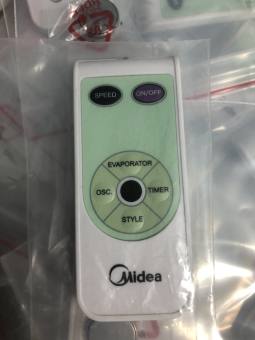 SPEED ON/OFF
EVAPORATOR
OSC. TIMER
STYLE
Midea